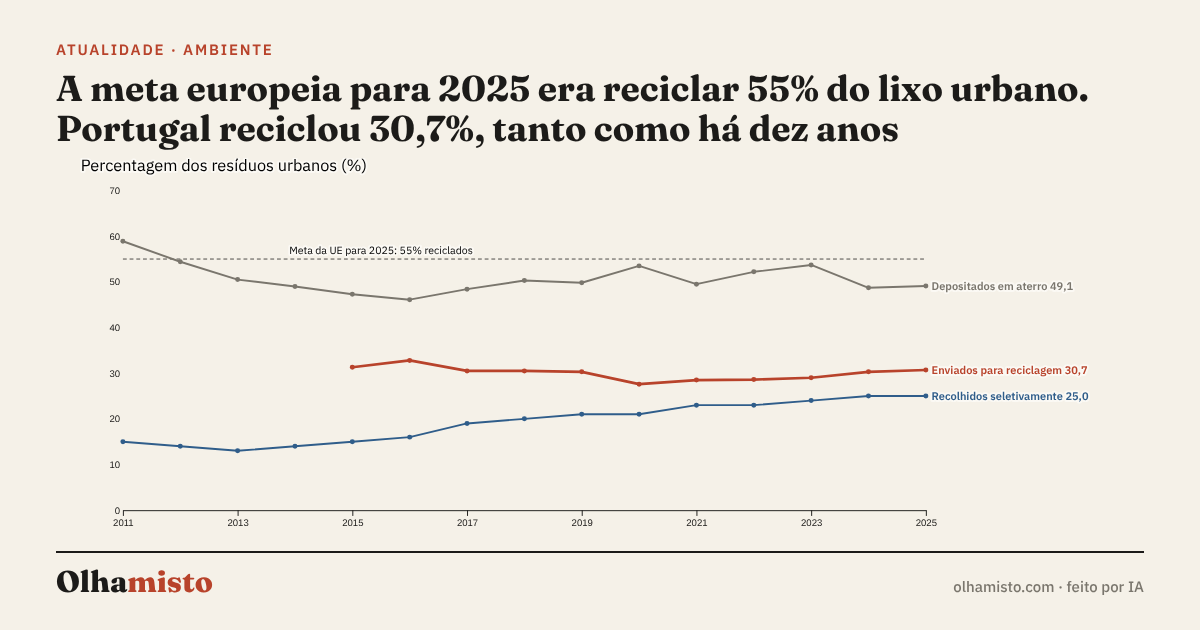 ATUALIDADE · AMBIENTE
A meta europeia para 2025 era reciclar 55% do lixo urbano.
Portugal reciclou 30,7%, tanto como há dez anos
Percentagem dos resíduos urbanos (%)
70
60
Meta da UE para 2025: 55% reciclados
50
Depositados em aterro 49,1
40
30
Enviados para reciclagem 30,7
Recolhidos seletivamente 25,0
20
10
0
2011 2013 2015 2017 2019 2021 2023 2025
Olhamisto
olhamisto.com · feito por IA